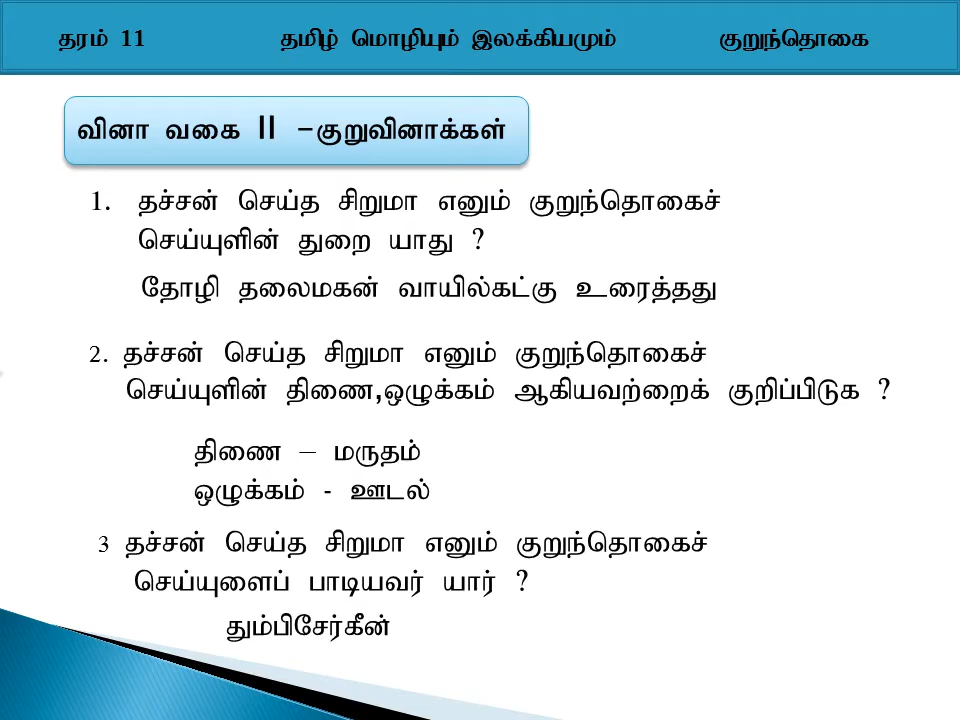 தரம் 11 தமிழ் மொழியும் இலக்கியமும் குறுந்தொகை
வினா வகை II -குறுவினாக்கள்
1. தச்சன் செய்த சிறுமா எனும் குறுந்தொகைச்
செய்யுளின் துறை யாது ?
தோழி தலைமகன் வாயில்கட்கு உரைத்தது
2. தச்சன் செய்த சிறுமா எனும் குறுந்தொகைச்
செய்யுளின் திணை,ஒழுக்கம் ஆகியவற்றைக் குறிப்பிடுக ?
திணை – மருதம்
ஒழுக்கம் - ஊடல்
3 தச்சன் செய்த சிறுமா எனும் குறுந்தொகைச்
செய்யுளைப் பாடியவர் யார் ?
தும்பிசேர்கீன்